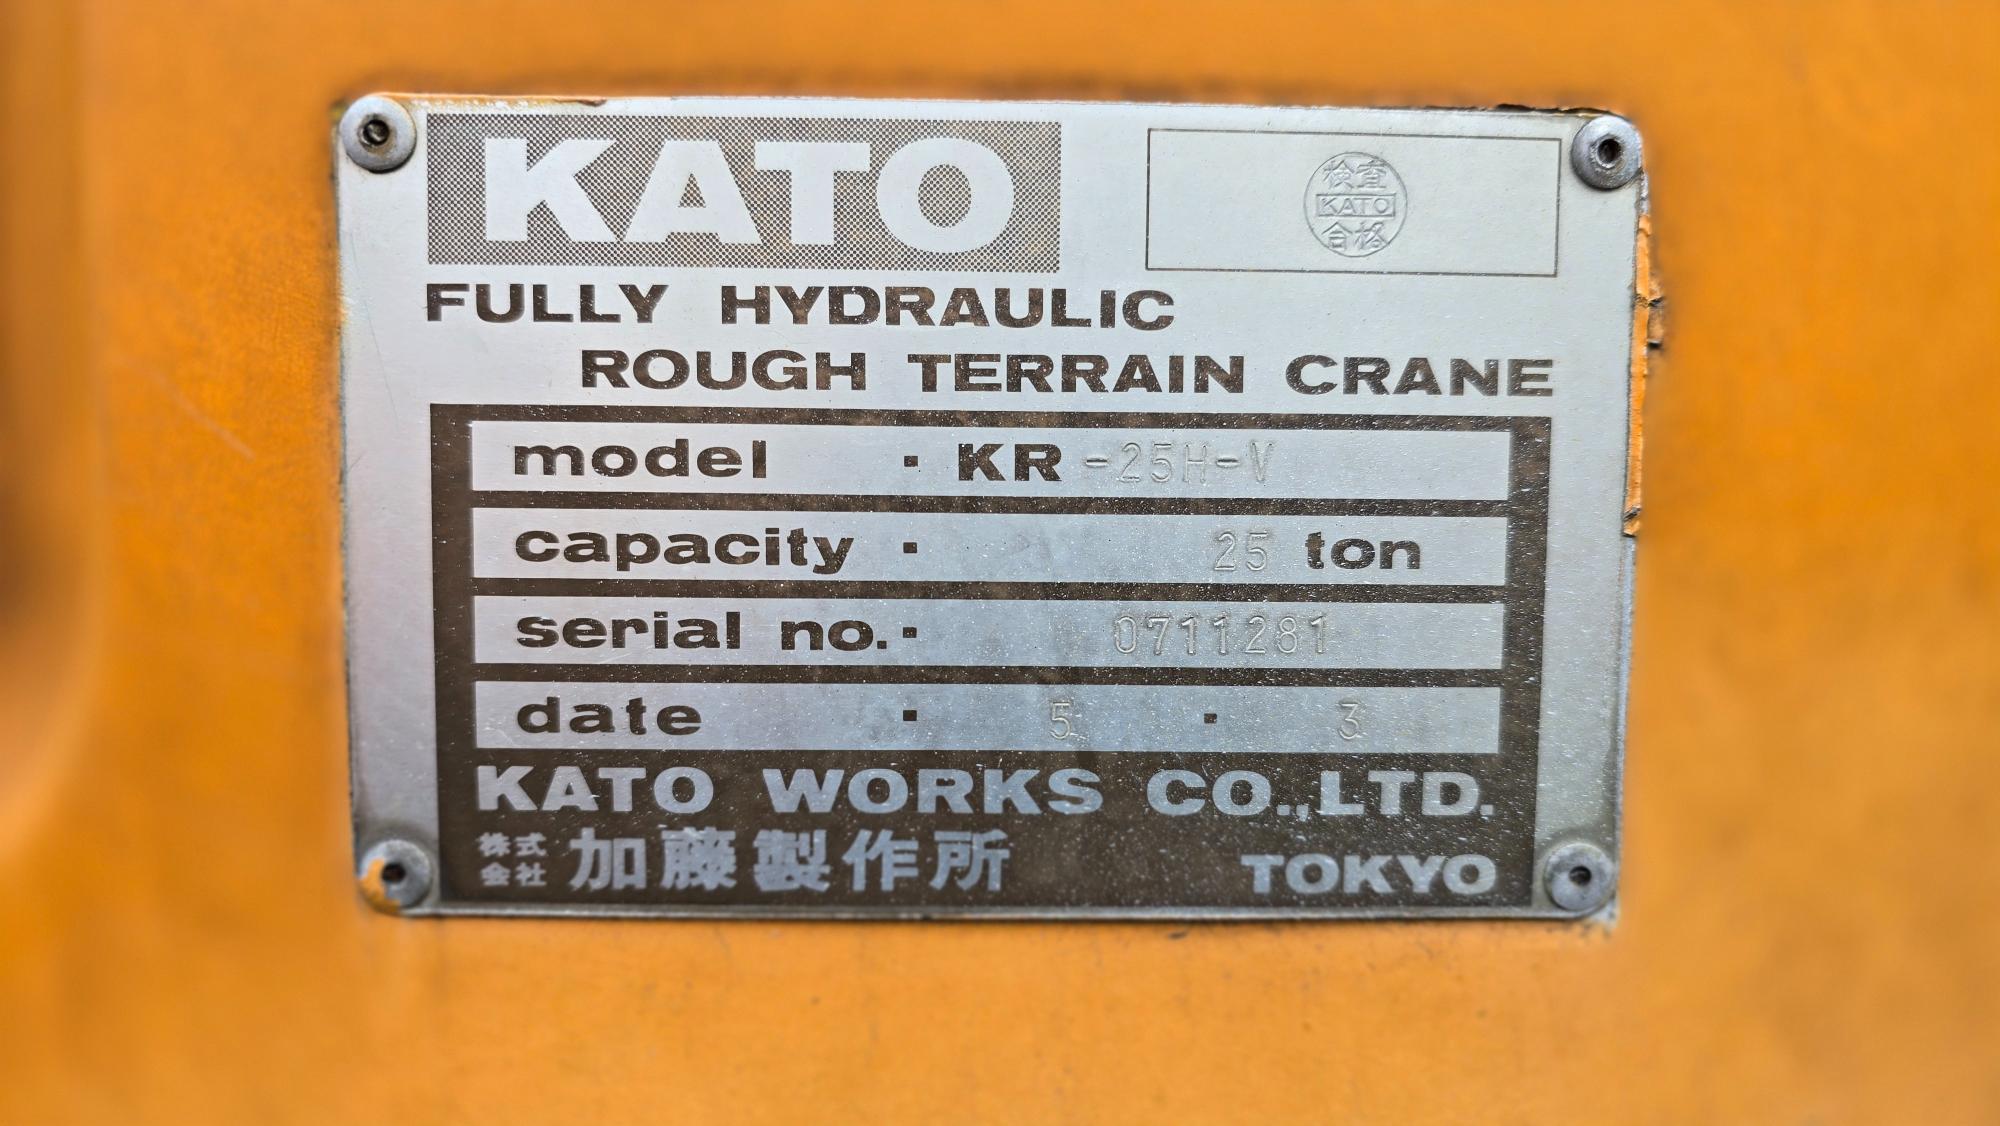 KATO
検査
KATO
合格
FULLY HYDRAULIC
ROUGH TERRAIN CRANE
model · KR -25H-V
capacity · 25 ton
serial no. · 0711281
date · 5 · 3
KATO WORKS CO.,LTD.
株式会社 加藤製作所 TOKYO